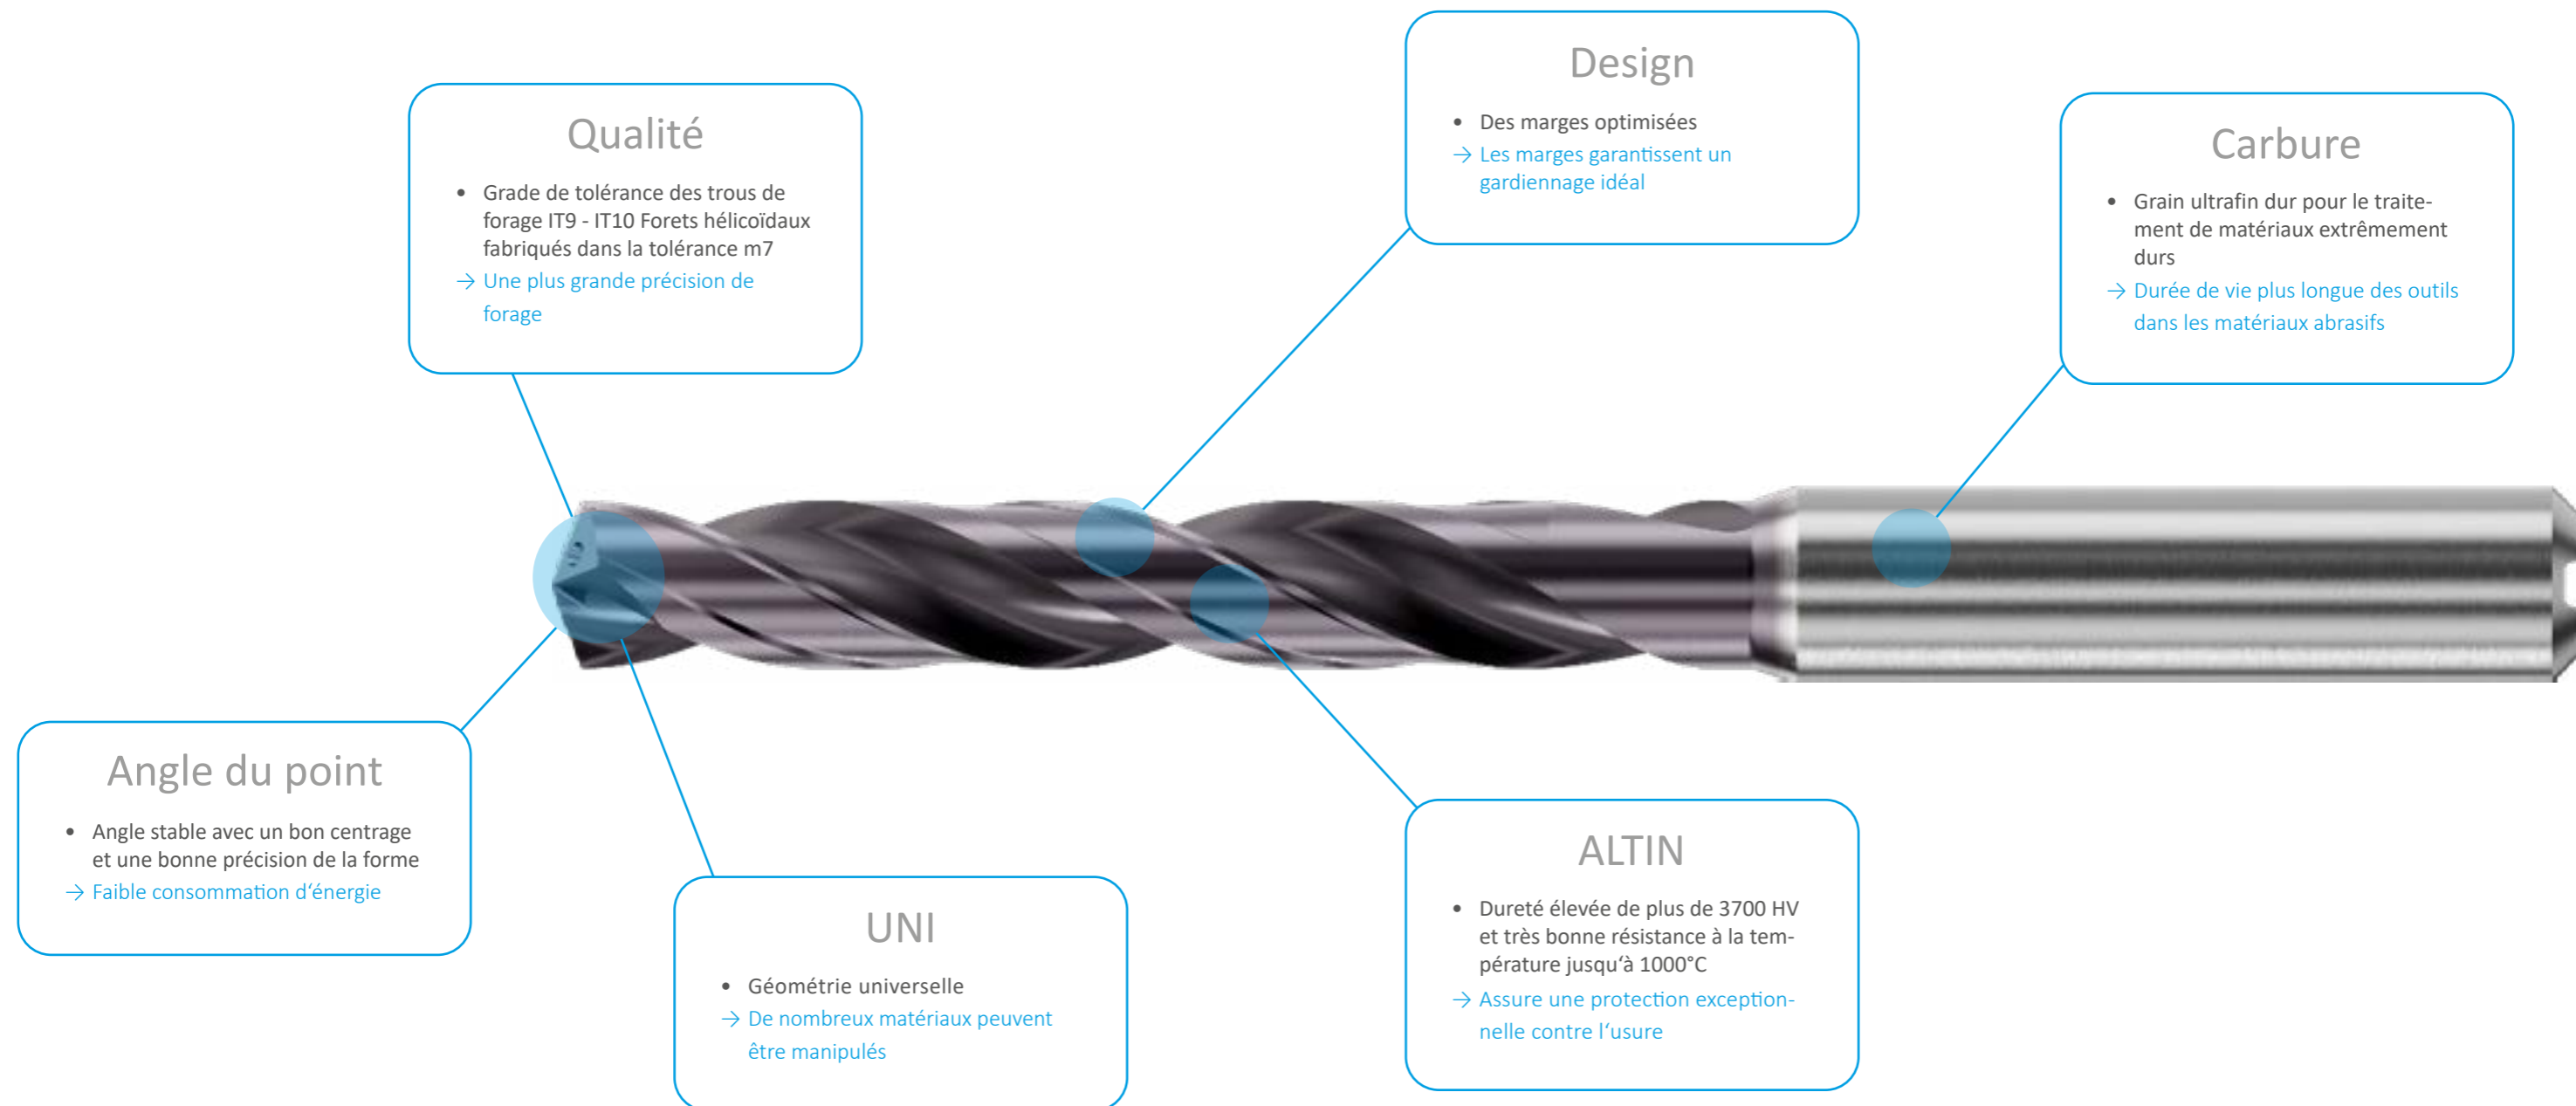 Design
• Des marges optimisées
→ Les marges garantissent un
gardiennage idéal
Qualité
• Grade de tolérance des trous de
forage IT9 - IT10 Forets hélicoïdaux
fabriqués dans la tolérance m7
→ Une plus grande précision de
forage
Carbure
• Grain ultrafin dur pour le traite-
ment de matériaux extrêmement
durs
→ Durée de vie plus longue des outils
dans les matériaux abrasifs
Angle du point
• Angle stable avec un bon centrage
et une bonne précision de la forme
→ Faible consommation d‘énergie
UNI
• Géométrie universelle
→ De nombreux matériaux peuvent
être manipulés
ALTIN
• Dureté élevée de plus de 3700 HV
et très bonne résistance à la tem-
pérature jusqu‘à 1000°C
→ Assure une protection exception-
nelle contre l‘usure